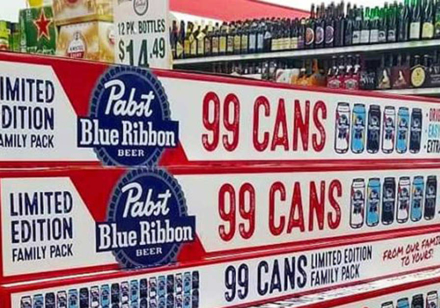 12 PK. BOTTLES
$14.49
LIMITED
EDITION
FAMILY PACK
Pabst
Blue Ribbon
BEER
99 CANS
LIMITED
EDITION
FAMILY PACK
Pabst
Blue Ribbon
BEER
99 CANS
FROM OUR FAMILY
TO YOURS!
99 CANS LIMITED EDITION
FAMILY PACK